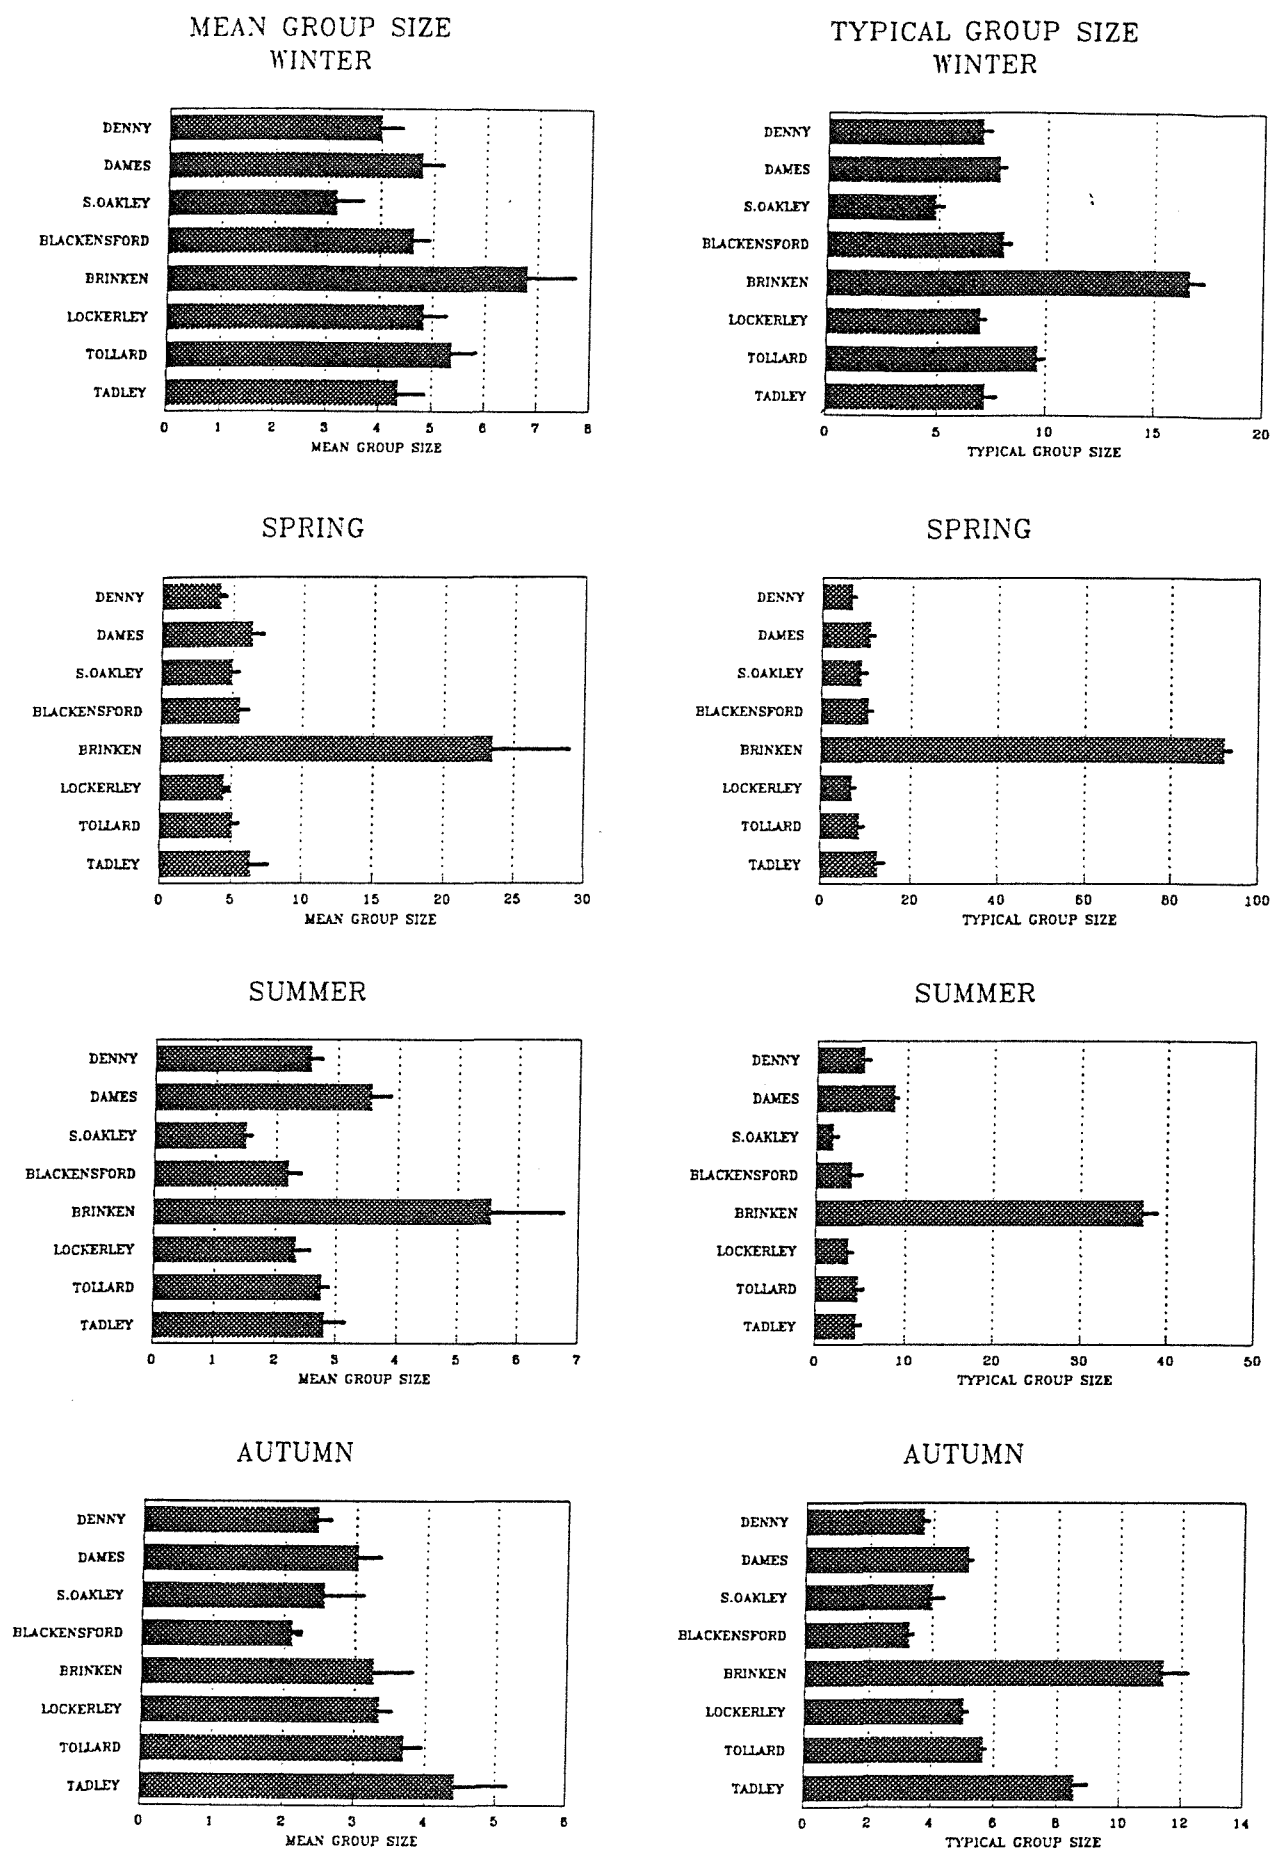 MEAN GROUP SIZE
WINTER
DENNY
DAMES
S.OAKLEY
BLACKENSFORD
BRINKEN
LOCKERLEY
TOLLARD
TADLEY
0 1 2 3 4 5 6 7 8
MEAN GROUP SIZE
TYPICAL GROUP SIZE
WINTER
DENNY
DAMES
S.OAKLEY
BLACKENSFORD
BRINKEN
LOCKERLEY
TOLLARD
TADLEY
0 5 10 15 20
TYPICAL GROUP SIZE
SPRING
DENNY
DAMES
S.OAKLEY
BLACKENSFORD
BRINKEN
LOCKERLEY
TOLLARD
TADLEY
0 5 10 15 20 25 30
MEAN GROUP SIZE
SPRING
DENNY
DAMES
S.OAKLEY
BLACKENSFORD
BRINKEN
LOCKERLEY
TOLLARD
TADLEY
0 20 40 60 80 100
TYPICAL GROUP SIZE
SUMMER
DENNY
DAMES
S.OAKLEY
BLACKENSFORD
BRINKEN
LOCKERLEY
TOLLARD
TADLEY
0 1 2 3 4 5 6 7
MEAN GROUP SIZE
SUMMER
DENNY
DAMES
S.OAKLEY
BLACKENSFORD
BRINKEN
LOCKERLEY
TOLLARD
TADLEY
0 10 20 30 40 50
TYPICAL GROUP SIZE
AUTUMN
DENNY
DAMES
S.OAKLEY
BLACKENSFORD
BRINKEN
LOCKERLEY
TOLLARD
TADLEY
0 1 2 3 4 5 6
MEAN GROUP SIZE
AUTUMN
DENNY
DAMES
S.OAKLEY
BLACKENSFORD
BRINKEN
LOCKERLEY
TOLLARD
TADLEY
0 2 4 6 8 10 12 14
TYPICAL GROUP SIZE